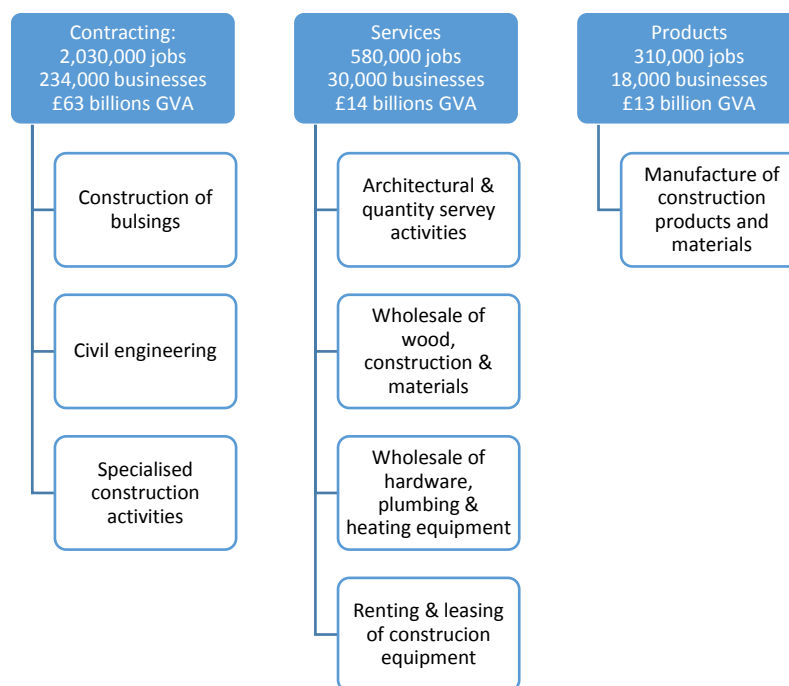 Contracting:
2,030,000 jobs
234,000 businesses
£63 billions GVA
Construction of
bulsings
Civil engineering
Specialised
construction
activities
Services
580,000 jobs
30,000 businesses
£14 billions GVA
Architectural &
quantity servey
activities
Wholesale of
wood,
construction &
materials
Wholesale of
hardware,
plumbing &
heating equipment
Renting & leasing
of construcion
equipment
Products
310,000 jobs
18,000 businesses
£13 billion GVA
Manufacture of
construction
products and
materials